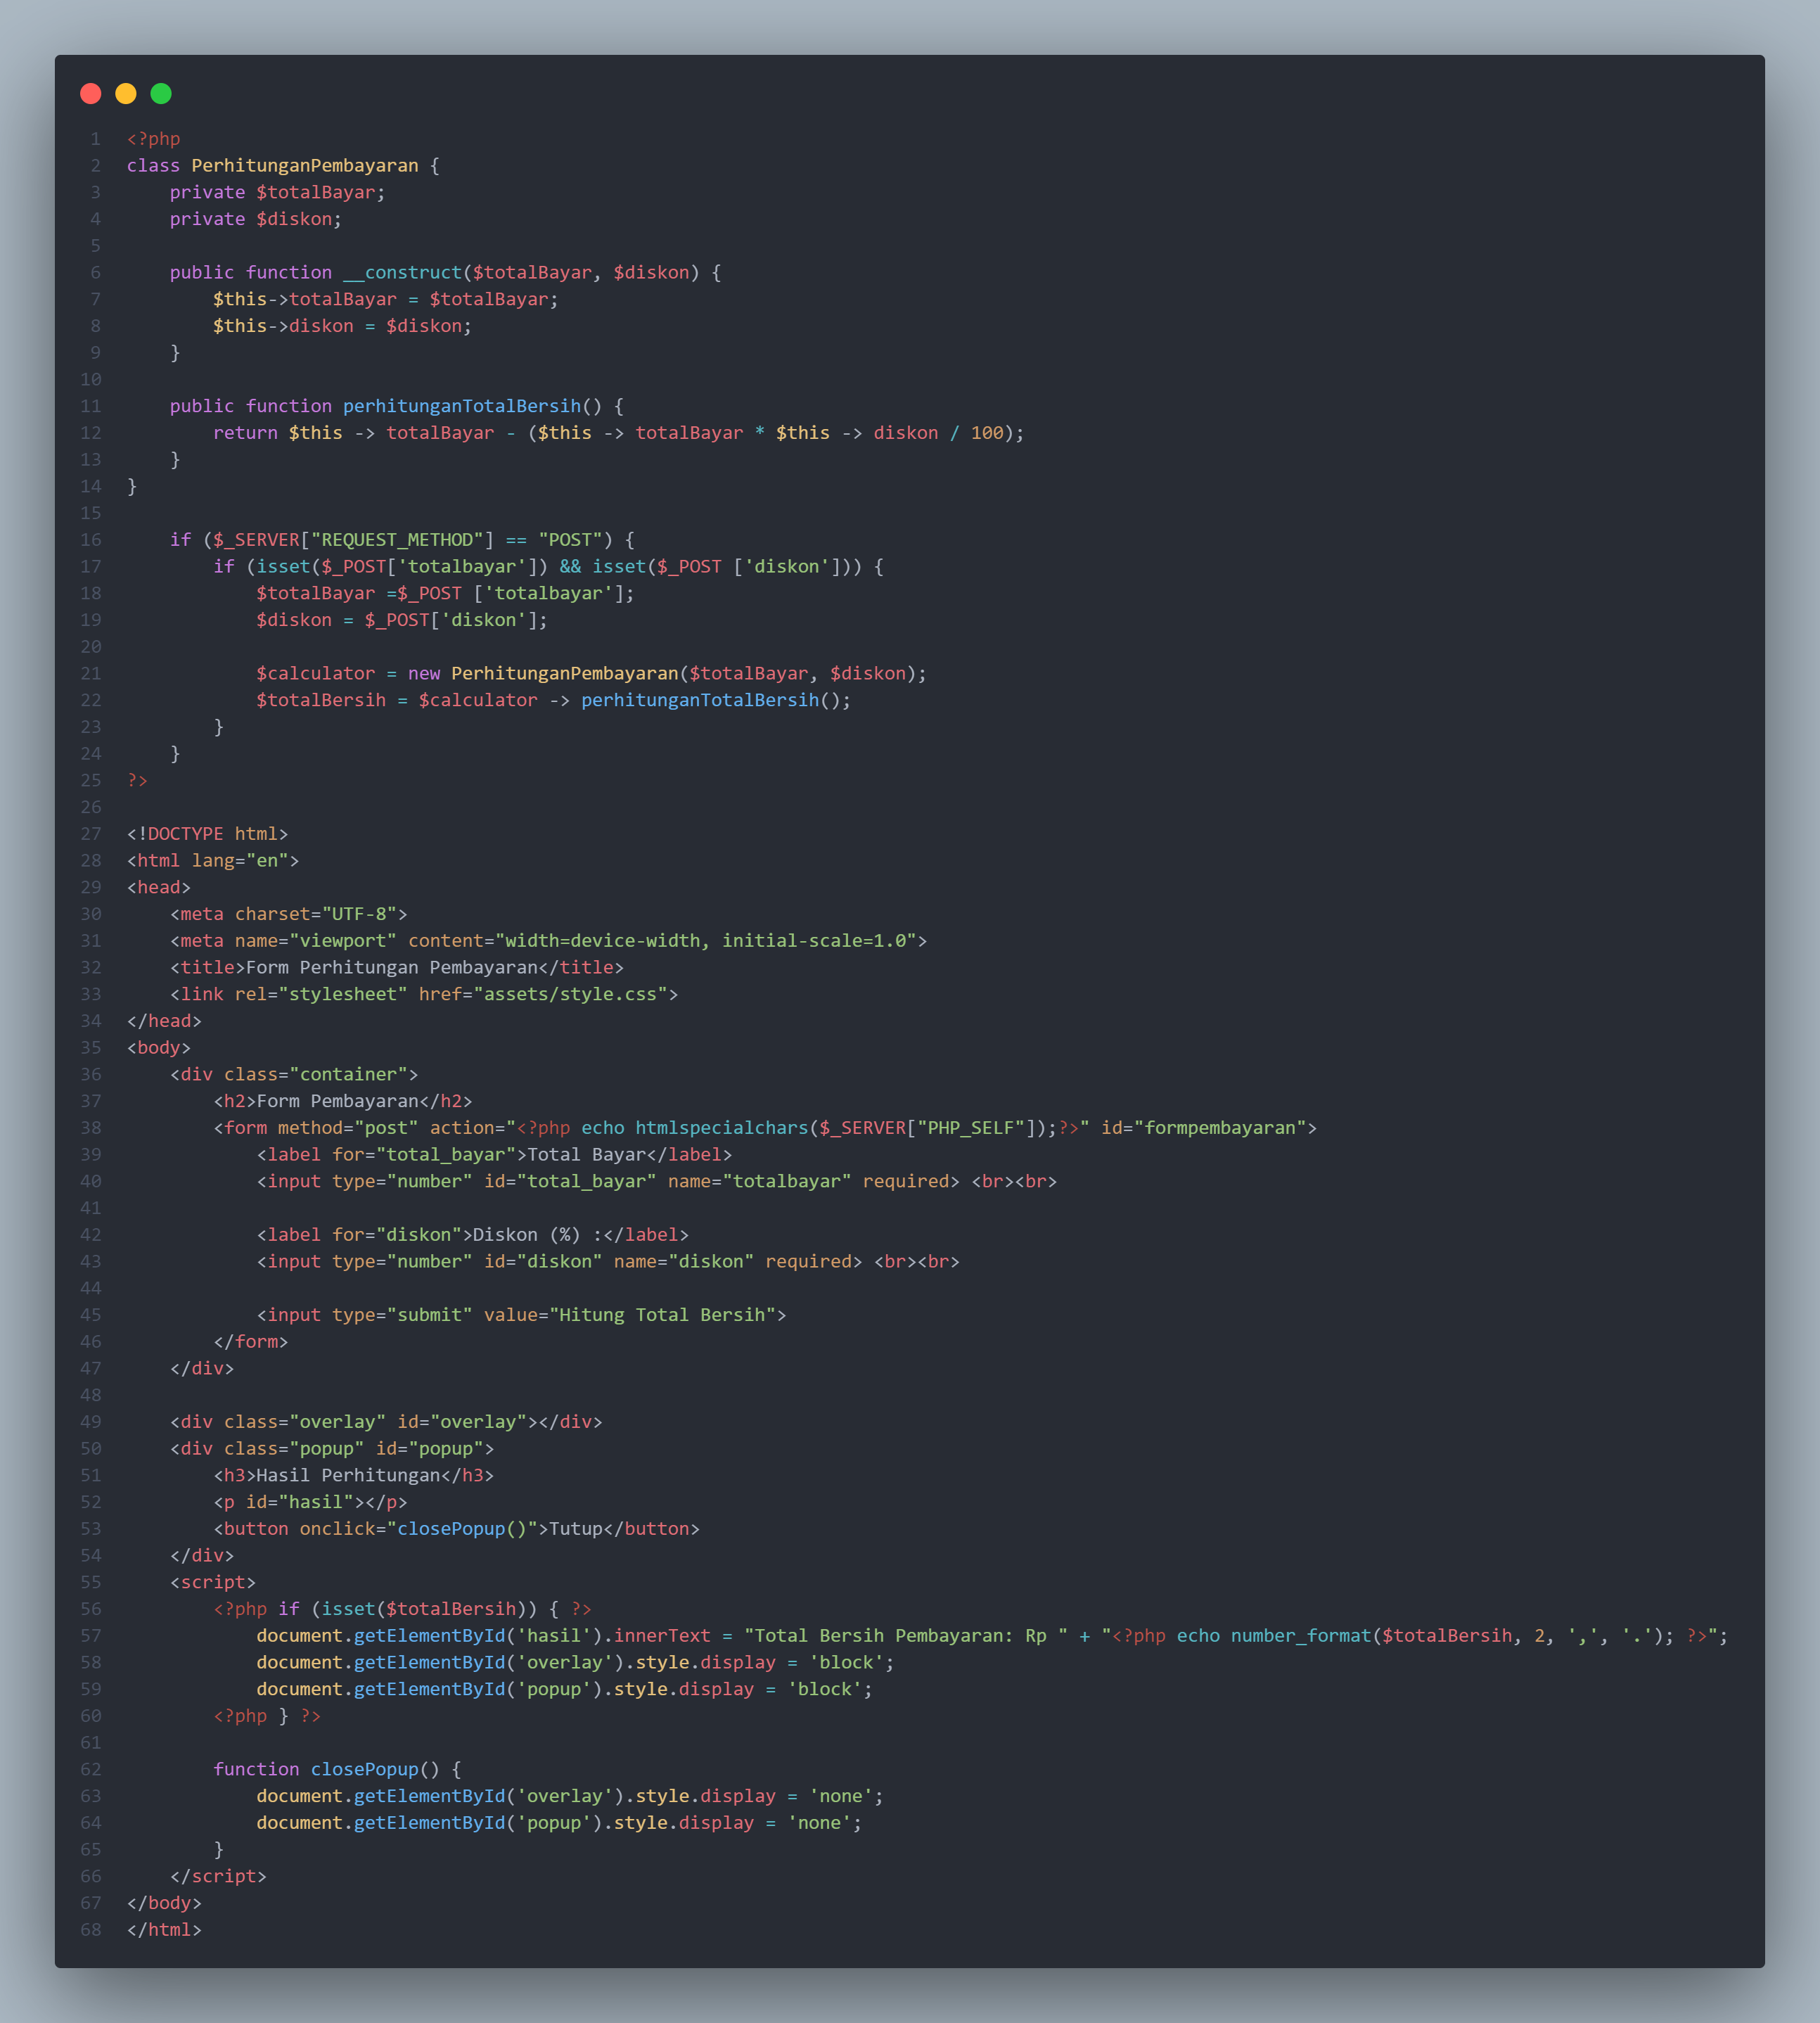 1 <?php
2 class PerhitunganPembayaran {
3     private $totalBayar;
4     private $diskon;
5
6     public function __construct($totalBayar, $diskon) {
7         $this->totalBayar = $totalBayar;
8         $this->diskon = $diskon;
9     }
10
11     public function perhitunganTotalBersih() {
12         return $this -> totalBayar - ($this -> totalBayar * $this -> diskon / 100);
13     }
14 }
15
16     if ($_SERVER["REQUEST_METHOD"] == "POST") {
17         if (isset($_POST['totalbayar']) && isset($_POST ['diskon'])) {
18             $totalBayar =$_POST ['totalbayar'];
19             $diskon = $_POST['diskon'];
20
21             $calculator = new PerhitunganPembayaran($totalBayar, $diskon);
22             $totalBersih = $calculator -> perhitunganTotalBersih();
23         }
24     }
25 ?>
26
27 <!DOCTYPE html>
28 <html lang="en">
29 <head>
30     <meta charset="UTF-8">
31     <meta name="viewport" content="width=device-width, initial-scale=1.0">
32     <title>Form Perhitungan Pembayaran</title>
33     <link rel="stylesheet" href="assets/style.css">
34 </head>
35 <body>
36     <div class="container">
37         <h2>Form Pembayaran</h2>
38         <form method="post" action="<?php echo htmlspecialchars($_SERVER["PHP_SELF"]);?>" id="formpembayaran">
39             <label for="total_bayar">Total Bayar</label>
40             <input type="number" id="total_bayar" name="totalbayar" required> <br><br>
41
42             <label for="diskon">Diskon (%) :</label>
43             <input type="number" id="diskon" name="diskon" required> <br><br>
44
45             <input type="submit" value="Hitung Total Bersih">
46         </form>
47     </div>
48
49     <div class="overlay" id="overlay"></div>
50     <div class="popup" id="popup">
51         <h3>Hasil Perhitungan</h3>
52         <p id="hasil"></p>
53         <button onclick="closePopup()">Tutup</button>
54     </div>
55     <script>
56         <?php if (isset($totalBersih)) { ?>
57             document.getElementById('hasil').innerText = "Total Bersih Pembayaran: Rp " + "<?php echo number_format($totalBersih, 2, ',', '.'); ?>";
58             document.getElementById('overlay').style.display = 'block';
59             document.getElementById('popup').style.display = 'block';
60         <?php } ?>
61
62         function closePopup() {
63             document.getElementById('overlay').style.display = 'none';
64             document.getElementById('popup').style.display = 'none';
65         }
66     </script>
67 </body>
68 </html>